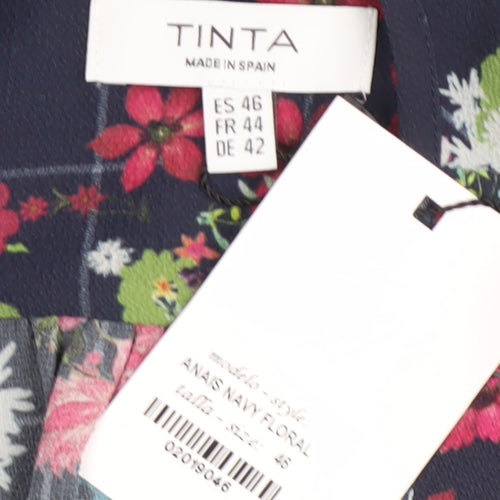 TINTA
MADE IN SPAIN
ES 46
FR 44
DE 42
modelo - style.
ANAIS NAVY FLORAL
talla - size: 46
02019046